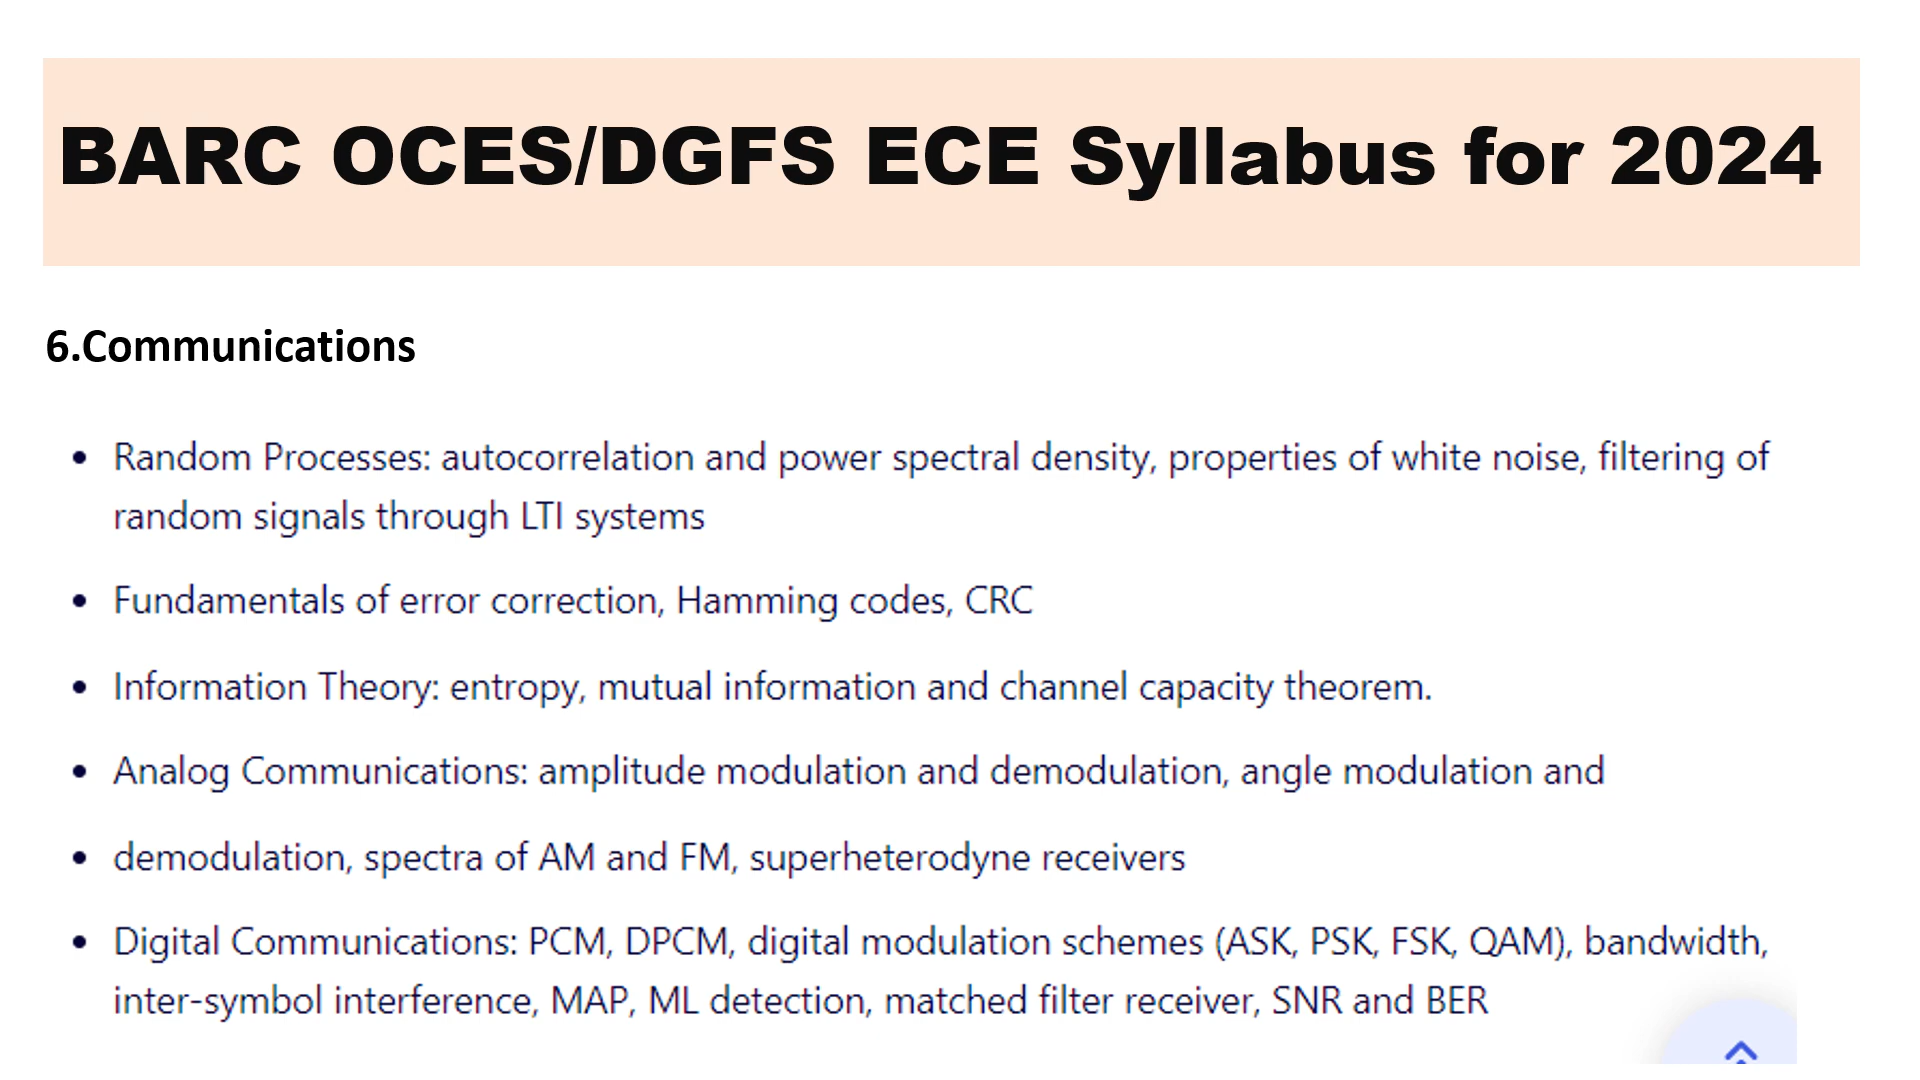 BARC OCES/DGFS ECE Syllabus for 2024
6.Communications
• Random Processes: autocorrelation and power spectral density, properties of white noise, filtering of
random signals through LTI systems
• Fundamentals of error correction, Hamming codes, CRC
• Information Theory: entropy, mutual information and channel capacity theorem.
• Analog Communications: amplitude modulation and demodulation, angle modulation and
• demodulation, spectra of AM and FM, superheterodyne receivers
• Digital Communications: PCM, DPCM, digital modulation schemes (ASK, PSK, FSK, QAM), bandwidth,
inter-symbol interference, MAP, ML detection, matched filter receiver, SNR and BER